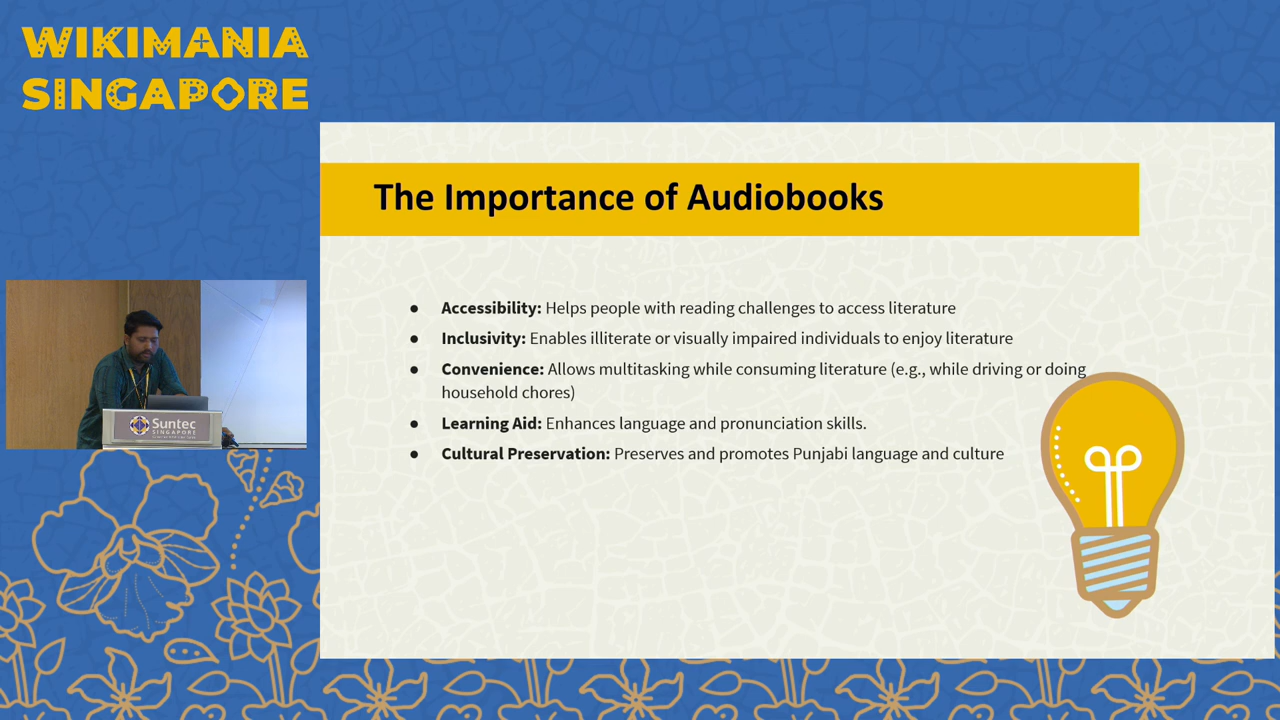 WIKIMANIA
SINGAPORE
The Importance of Audiobooks
● Accessibility: Helps people with reading challenges to access literature
● Inclusivity: Enables illiterate or visually impaired individuals to enjoy literature
● Convenience: Allows multitasking while consuming literature (e.g., while driving or doing
household chores)
● Learning Aid: Enhances language and pronunciation skills.
● Cultural Preservation: Preserves and promotes Punjabi language and culture
Suntec
SINGAPORE